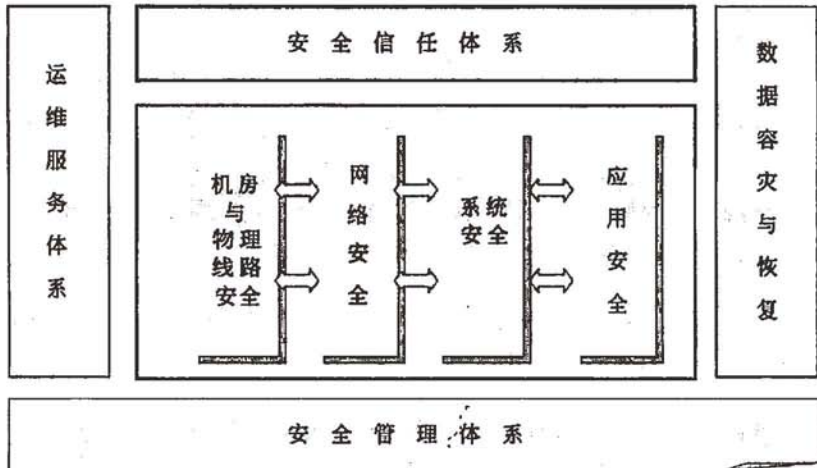 安全信任体系
运维服务体系
机房
与
物理
线路
安全
网络安全
系统
安全
应用安全
数据容灾与恢复
安全管理体系